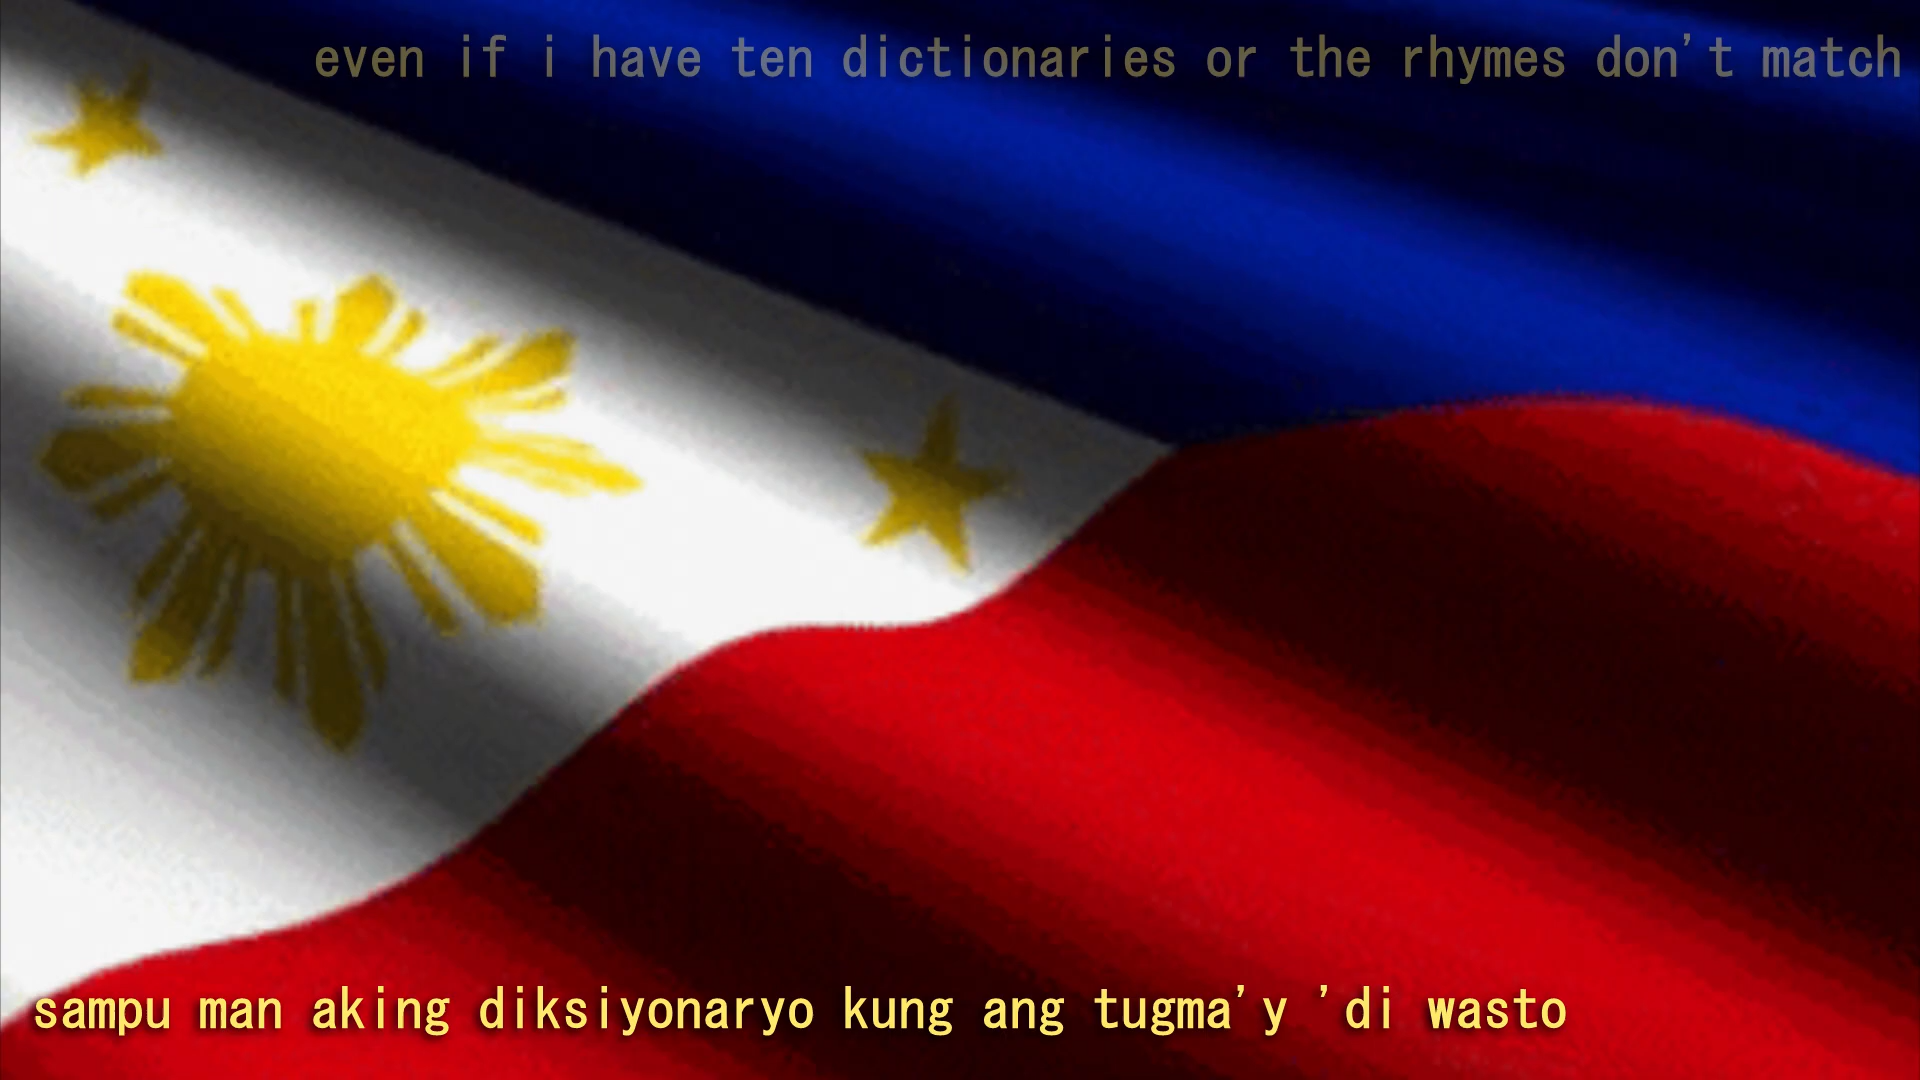 even if i have ten dictionaries or the rhymes don't match
sampu man aking diksiyonaryo kung ang tugma'y 'di wasto